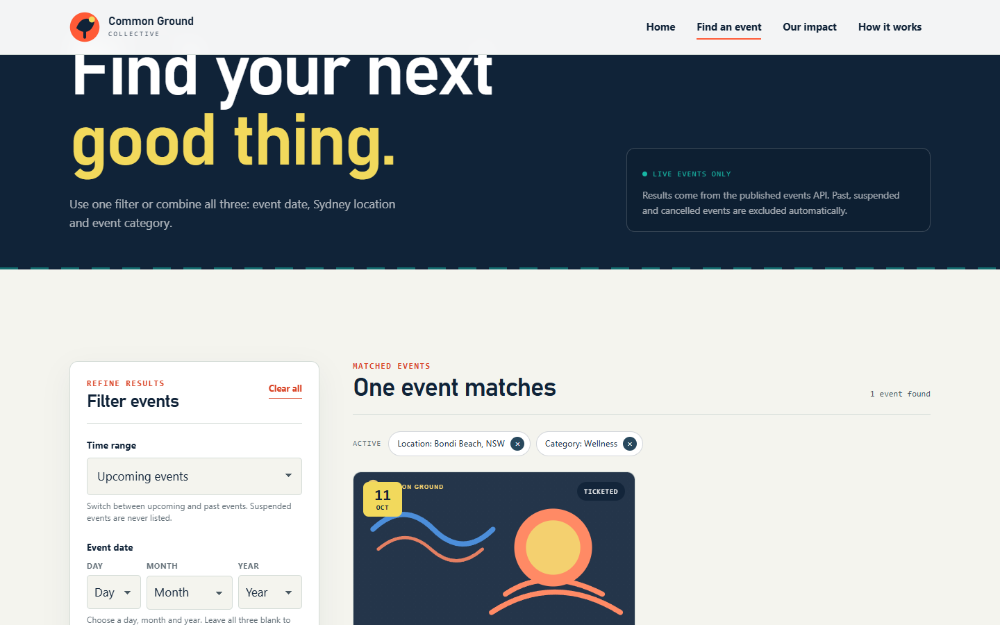 Common Ground
COLLECTIVE
Home
Find an event
Our impact
How it works
Find your next
good thing.
Use one filter or combine all three: event date, Sydney location
and event category.
LIVE EVENTS ONLY
Results come from the published events API. Past, suspended
and cancelled events are excluded automatically.
REFINE RESULTS
Filter events
Clear all
Time range
Upcoming events
Switch between upcoming and past events. Suspended
events are never listed.
Event date
DAY
MONTH
YEAR
Day
Month
Year
Choose a day, month and year. Leave all three blank to
MATCHED EVENTS
One event matches
1 event found
ACTIVE
Location: Bondi Beach, NSW
Category: Wellness
11
OCT
ON GROUND
TICKETED